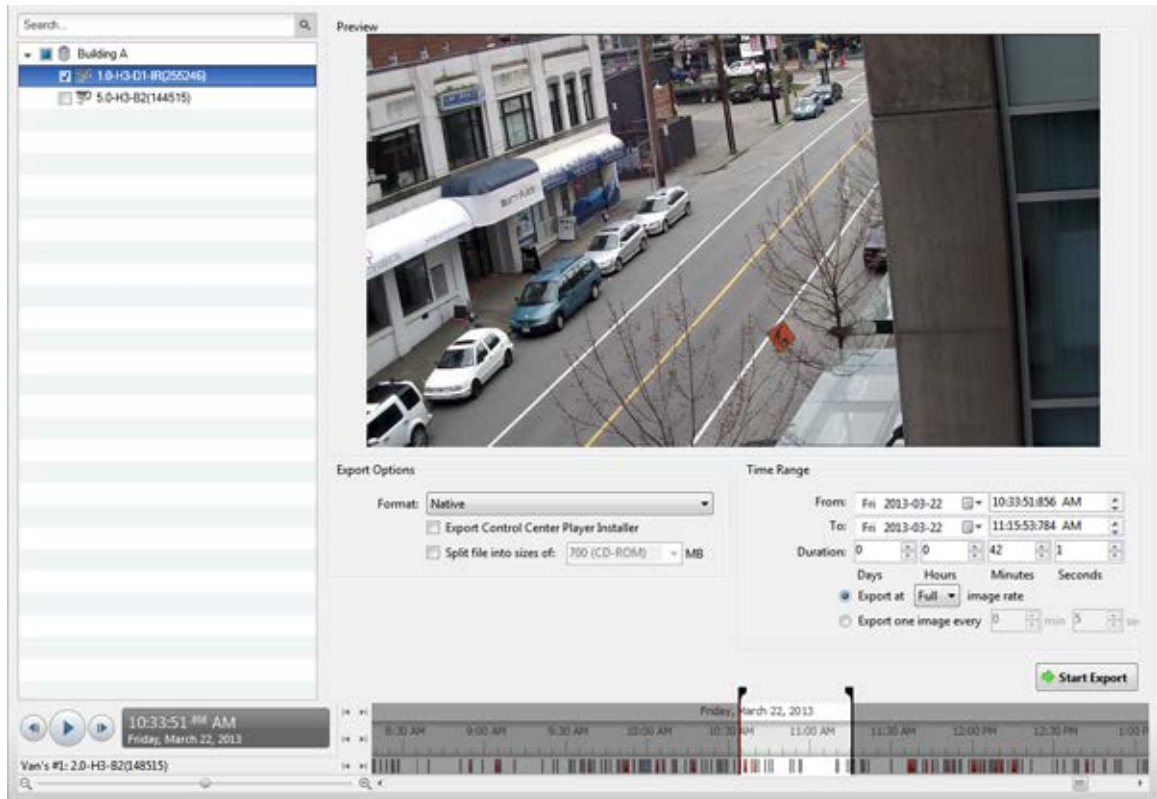 Search...
Building A
1.0-H3-D1-IR(255246)
5.0-H3-B2(144515)
Preview
Export Options
Format: Native
Export Control Center Player Installer
Split file into sizes of: 700 (CD-ROM) MB
Time Range
From: Fri 2013-03-22 10:33:51:856 AM
To: Fri 2013-03-22 11:15:53:784 AM
Duration: 0 0 42 1
Days Hours Minutes Seconds
Export at Full image rate
Export one image every 0 min 5 se
Start Export
10:33:51 AM
Friday, March 22, 2013
Friday, March 22, 2013
8:30 AM 9:00 AM 9:30 AM 10:00 AM 10:30 AM 11:00 AM 11:30 AM 12:00 PM 12:30 PM 1:00 P
Van's #1: 2.0-H3-B2(148515)